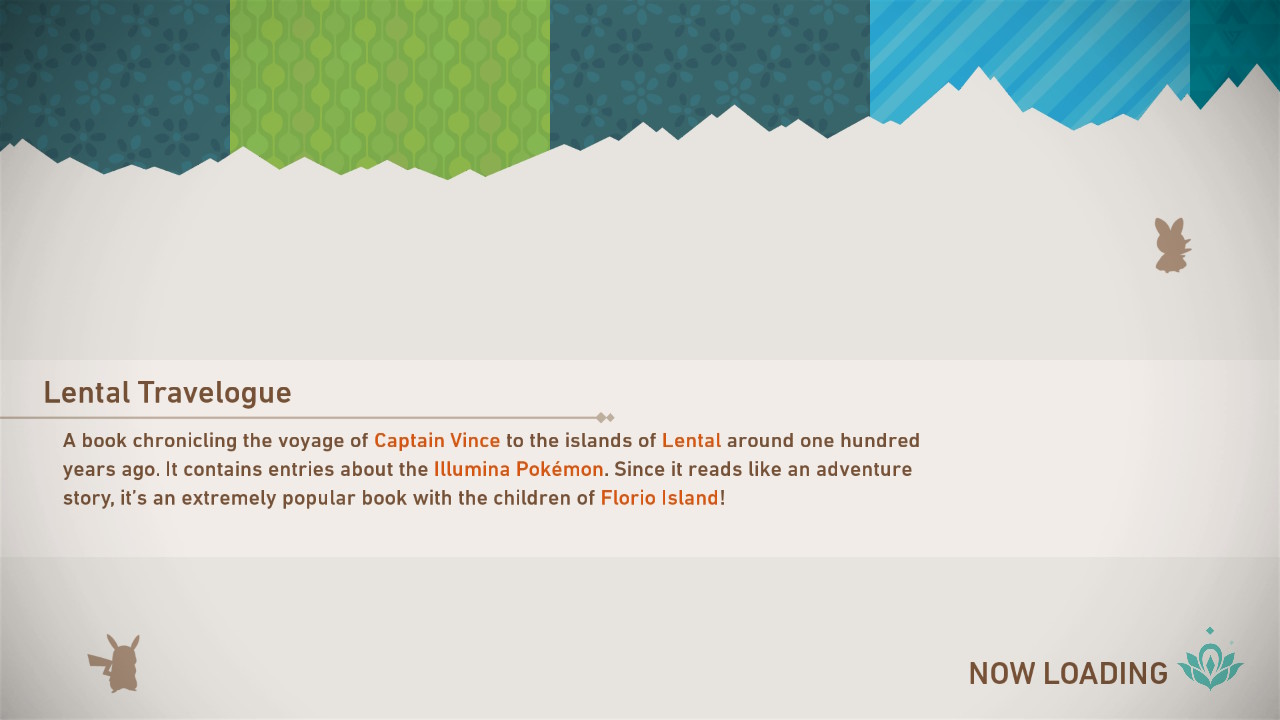 Lental Travelogue
A book chronicling the voyage of Captain Vince to the islands of Lental around one hundred
years ago. It contains entries about the Illumina Pokémon. Since it reads like an adventure
story, it's an extremely popular book with the children of Florio Island!
NOW LOADING